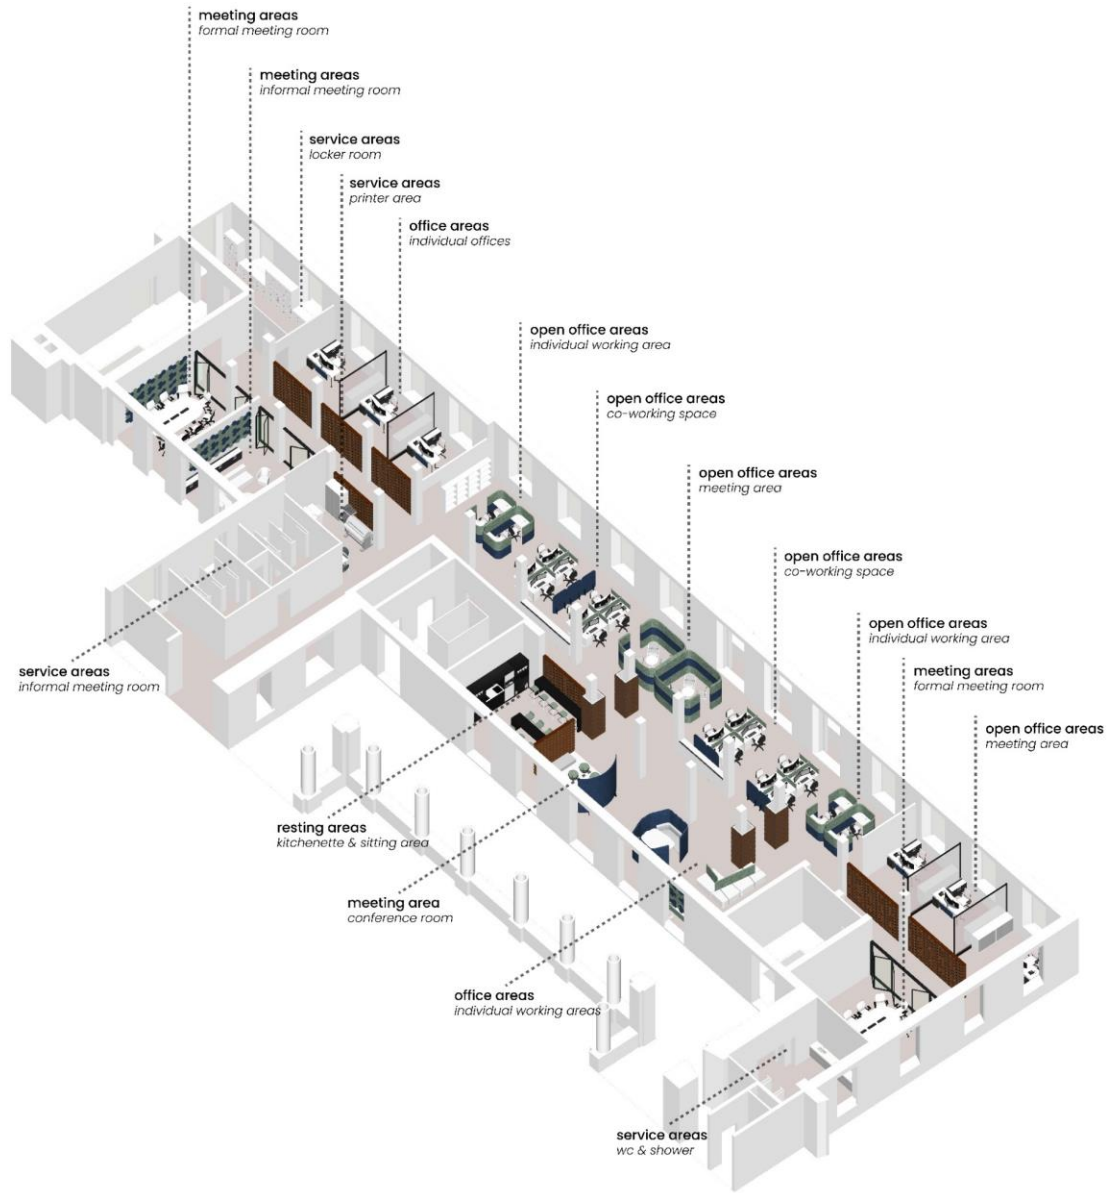 meeting areas
formal meeting room
meeting areas
informal meeting room
service areas
locker room
service areas
printer area
office areas
individual offices
open office areas
individual working area
open office areas
co-working space
open office areas
meeting area
open office areas
co-working space
open office areas
individual working area
meeting areas
formal meeting room
open office areas
meeting area
service areas
informal meeting room
resting areas
kitchenette & sitting area
meeting area
conference room
office areas
individual working areas
service areas
wc & shower